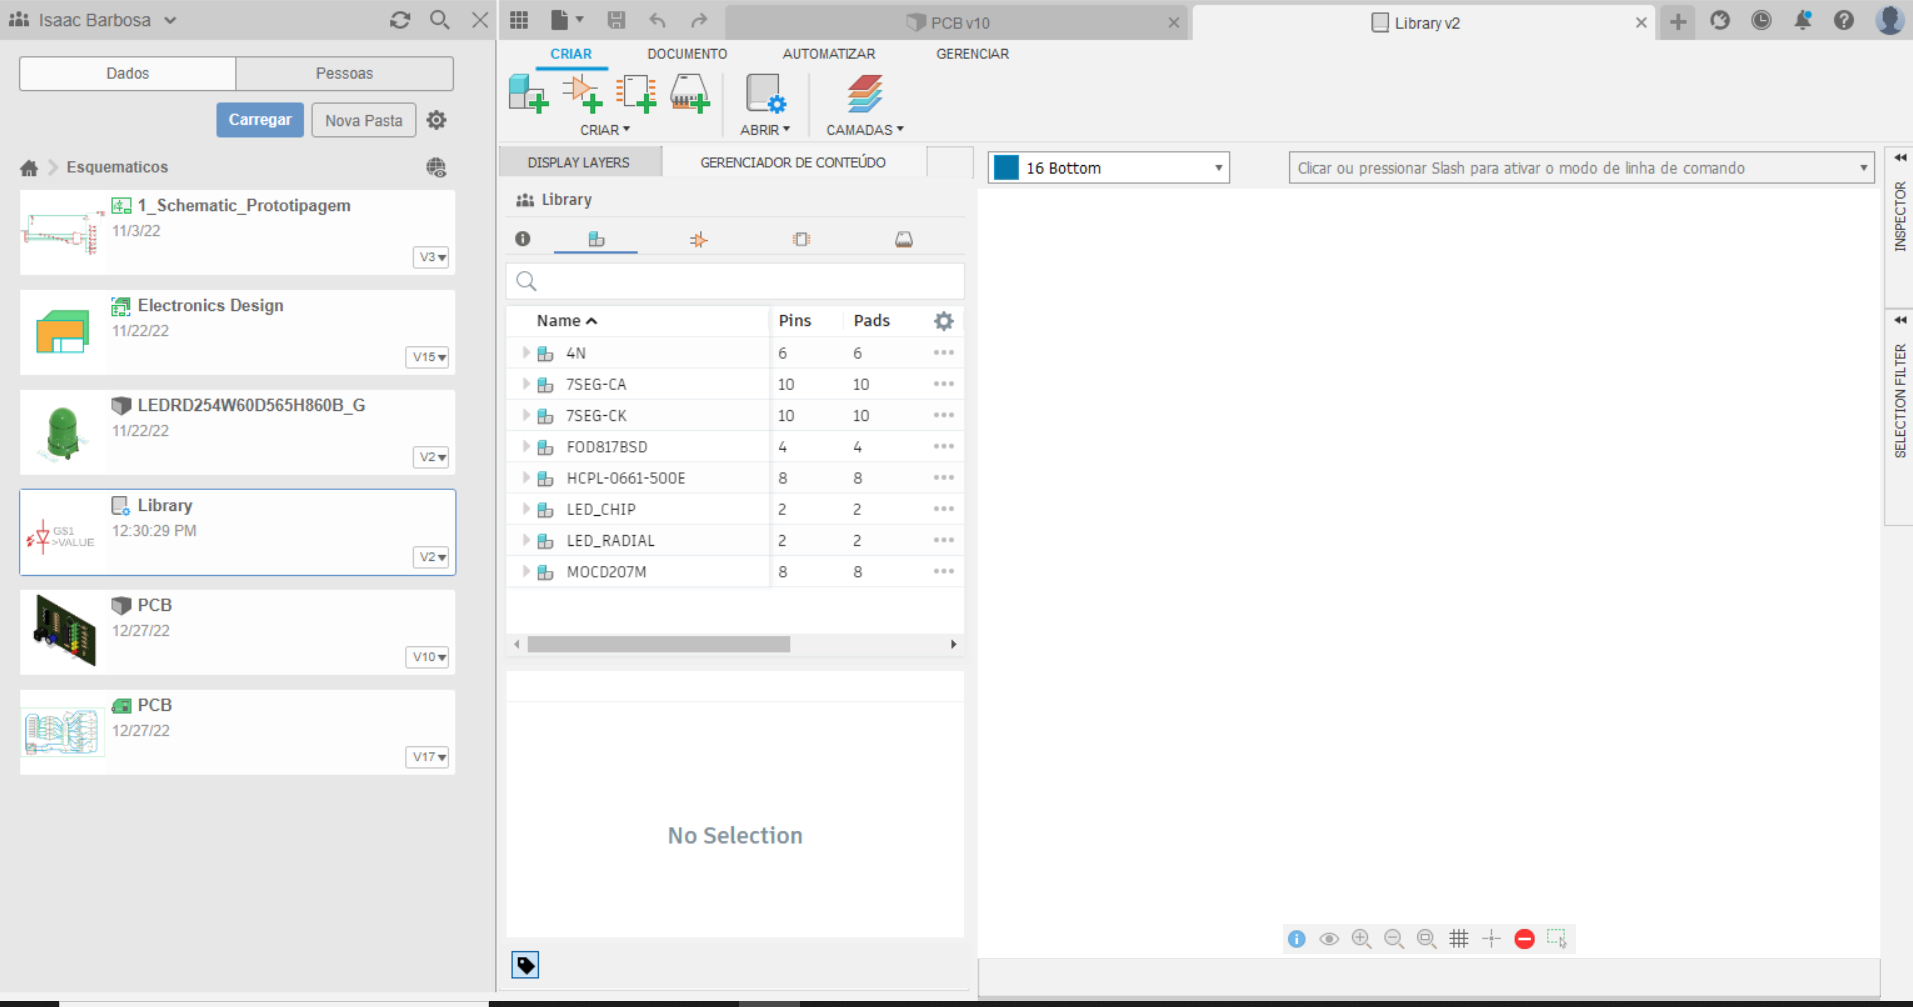 Isaac Barbosa
PCB v10
Library v2
Dados
Pessoas
Carregar
Nova Pasta
Esquematicos
1_Schematic_Prototipagem
11/3/22
V3
Electronics Design
11/22/22
V15
LEDRD254W60D565H860B_G
11/22/22
V2
Library
12:30:29 PM
V2
GS1
>VALUE
PCB
12/27/22
V10
PCB
12/27/22
V17
CRIAR
DOCUMENTO
AUTOMATIZAR
GERENCIAR
CRIAR
ABRIR
CAMADAS
DISPLAY LAYERS
GERENCIADOR DE CONTEÚDO
Library
Name Pins Pads
4N 6 6
7SEG-CA 10 10
7SEG-CK 10 10
FOD817BSD 4 4
HCPL-0661-500E 8 8
LED_CHIP 2 2
LED_RADIAL 2 2
MOCD207M 8 8
No Selection
16 Bottom
Clicar ou pressionar Slash para ativar o modo de linha de comando
INSPECTOR
SELECTION FILTER